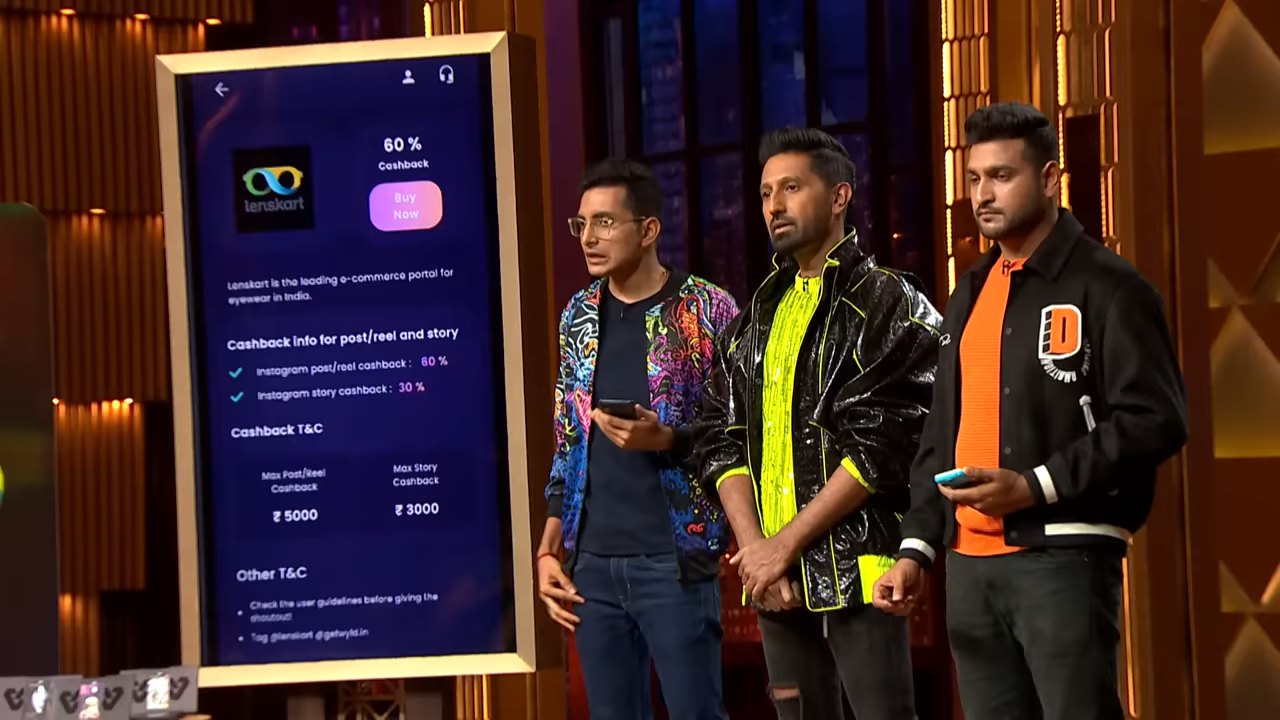 60 %
Cashback
lenskart
Buy
Now
Lenskart is the leading e-commerce portal for
eyewear in India.
Cashback info for post/reel and story
Instagram post/reel cashback : 60 %
Instagram story cashback : 30 %
Cashback T&C
Max Post/Reel
Cashback
Max Story
Cashback
₹ 5000
₹ 3000
Other T&C
Check the user guidelines before giving the
shoutout!
Tag @lenskart @getwyld.in
D
AMBITION